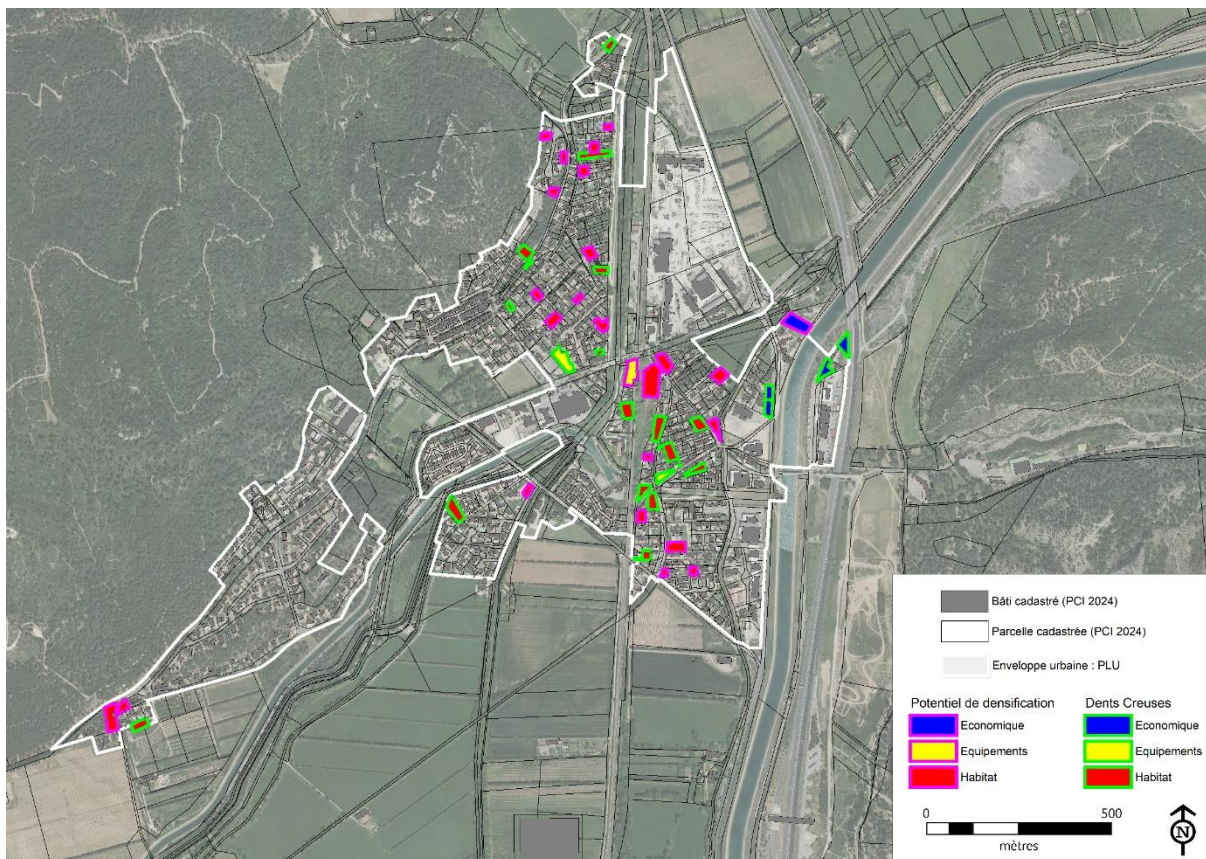 Bâti cadastré (PCI 2024)
Parcelle cadastrée (PCI 2024)
Enveloppe urbaine : PLU
Potentiel de densification
Economique
Equipements
Habitat
Dents Creuses
Economique
Equipements
Habitat
0 500
mètres
N